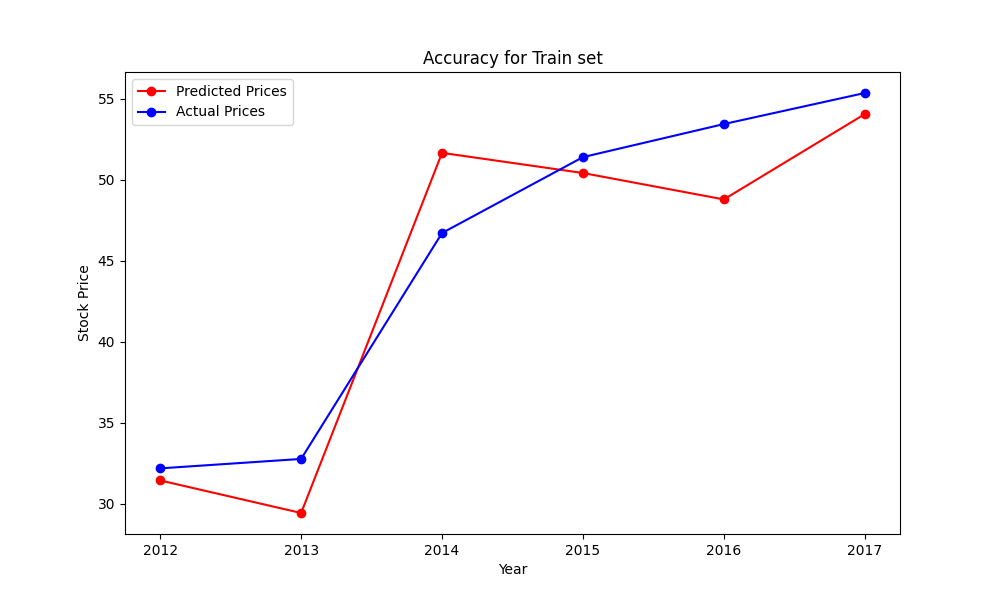 Accuracy for Train set
Predicted Prices
Actual Prices
55
50
45
40
35
30
Stock Price
2012 2013 2014 2015 2016 2017
Year